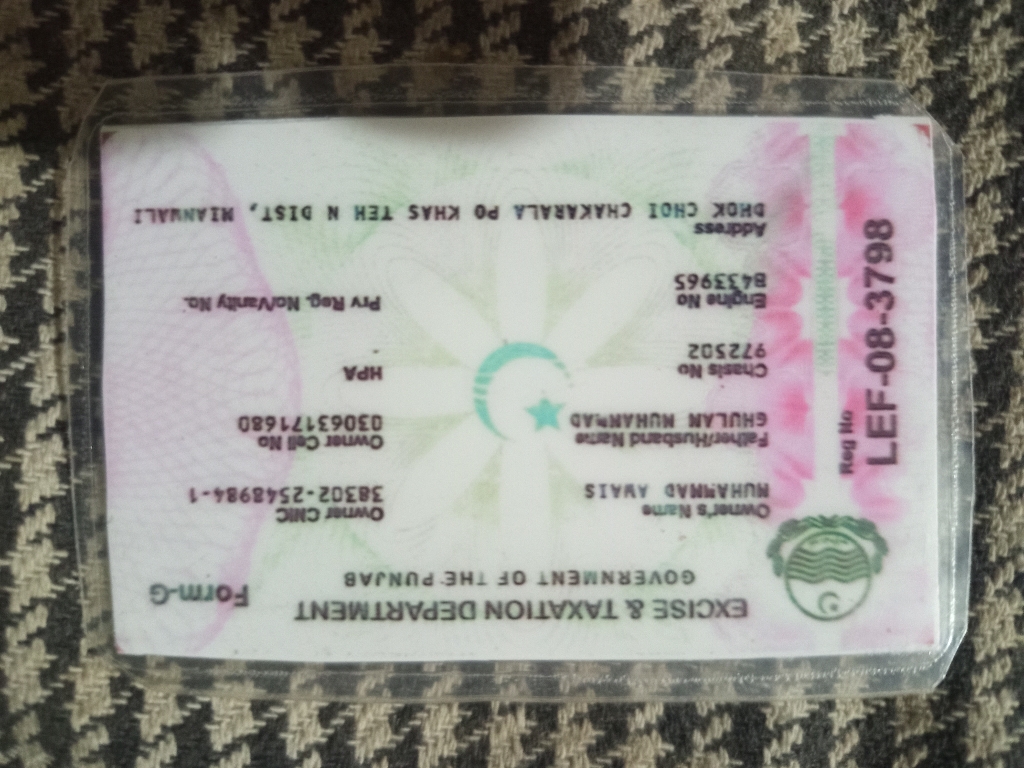 EXCISE & TAXATION DEPARTMENT
GOVERNMENT OF THE PUNJAB
Form-G
Reg No
LEF-08-3798
Owner's Name
MUHAMMAD AWAIS
Owner CNIC
38302-2548984-1
Father/Husband Name
GHULAM MUHAMMAD
Owner Cell No
03063171680
Chasis No
972502
HPA
-
Engine No
B433965
Prv Reg. No/Vanity No.
Address
DHOK CHOI CHAKARALA PO KHAS TEH N DIST, MIANWALI